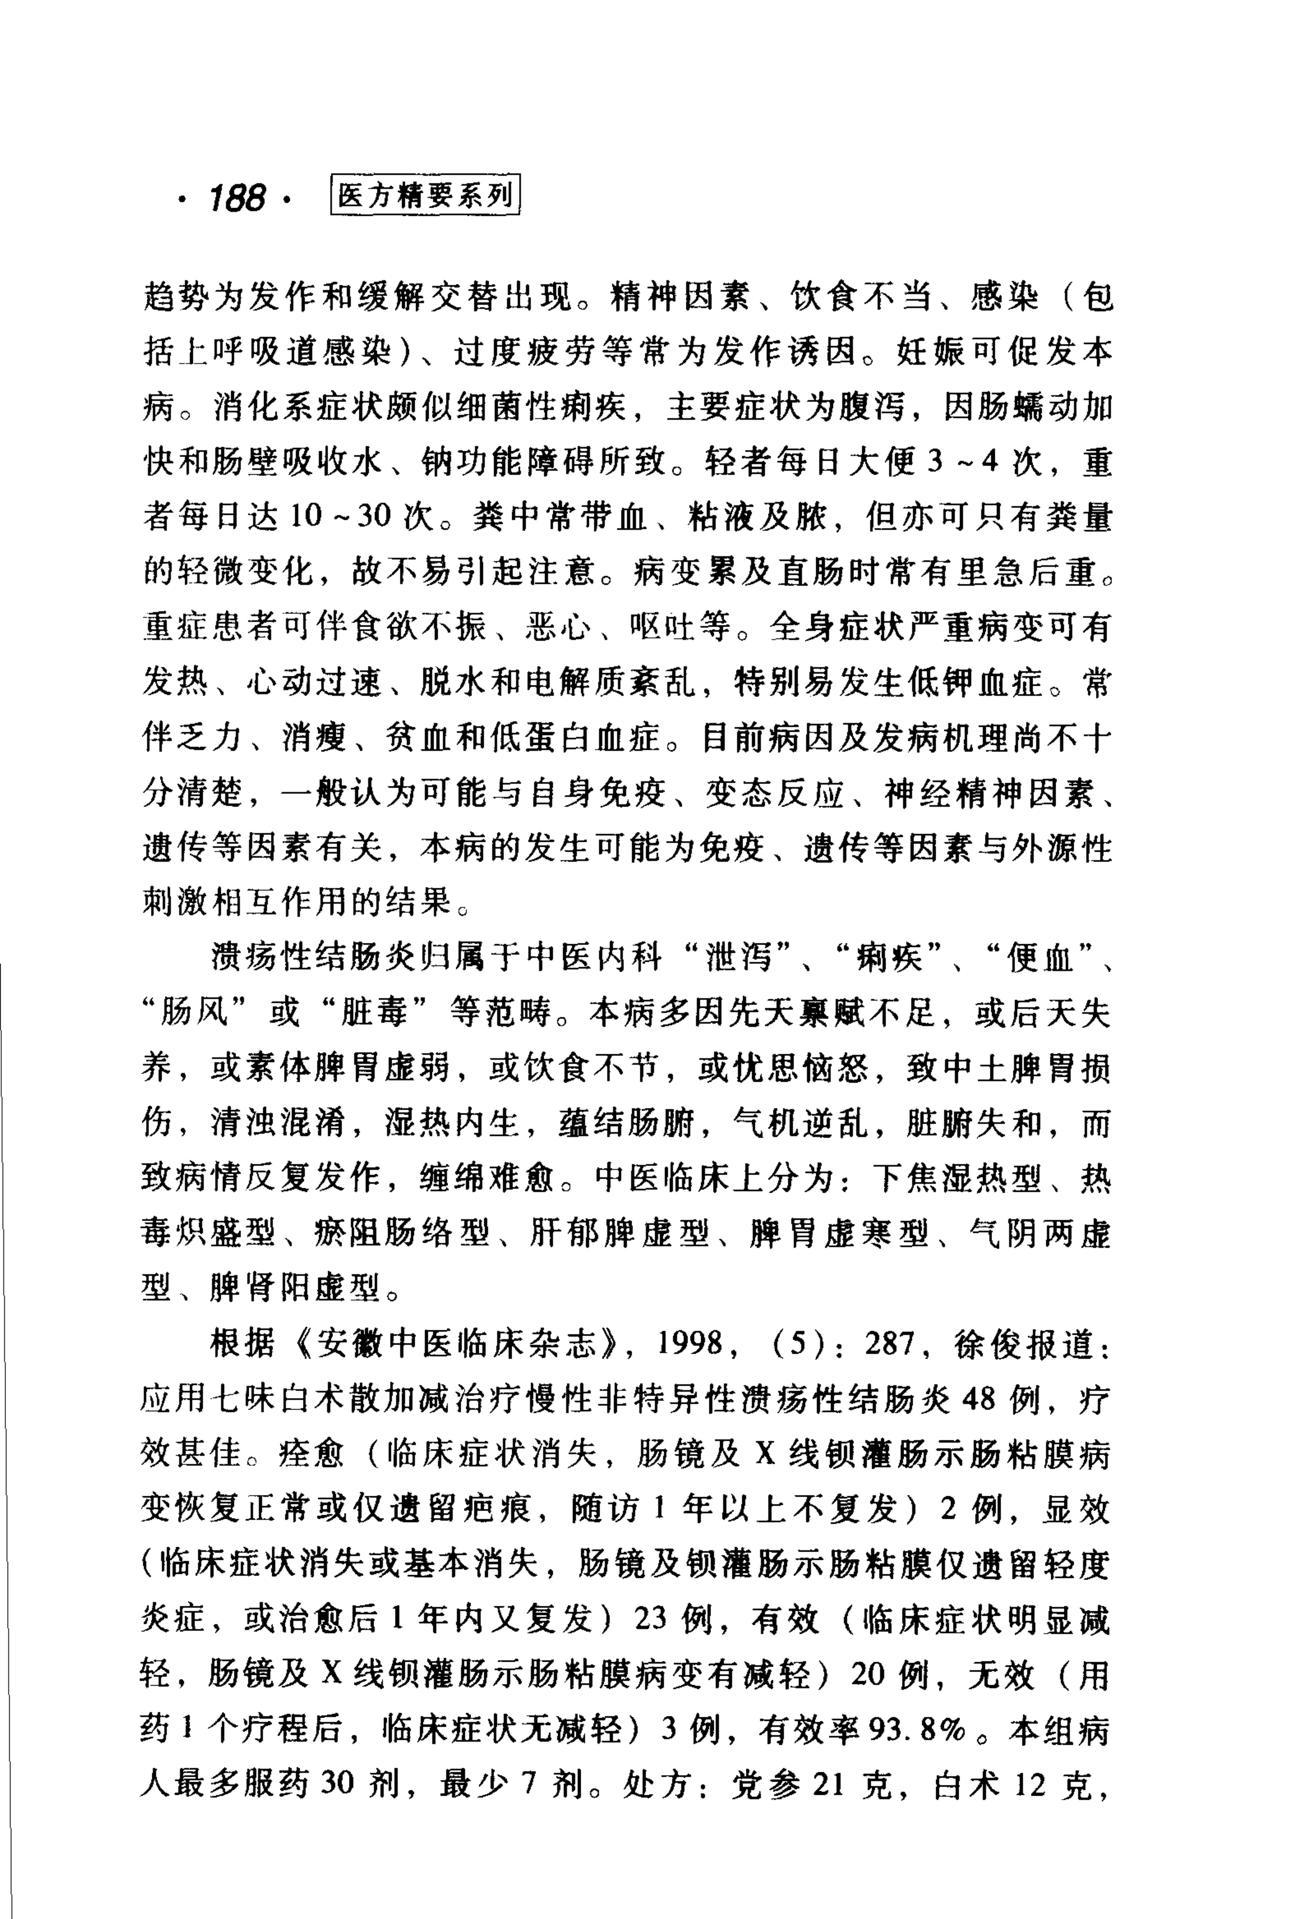 · 188 · 医方精要系列
趋势为发作和缓解交替出现。精神因素、饮食不当、感染（包
括上呼吸道感染）、过度疲劳等常为发作诱因。妊娠可促发本
病。消化系症状颇似细菌性痢疾，主要症状为腹泻，因肠蠕动加
快和肠壁吸收水、钠功能障碍所致。轻者每日大便 3 ~ 4 次，重
者每日达 10 ~ 30 次。粪中常带血、粘液及脓，但亦可只有粪量
的轻微变化，故不易引起注意。病变累及直肠时常有里急后重。
重症患者可伴食欲不振、恶心、呕吐等。全身症状严重病变可有
发热、心动过速、脱水和电解质紊乱，特别易发生低钾血症。常
伴乏力、消瘦、贫血和低蛋白血症。目前病因及发病机理尚不十
分清楚，一般认为可能与自身免疫、变态反应、神经精神因素、
遗传等因素有关，本病的发生可能为免疫、遗传等因素与外源性
刺激相互作用的结果。
溃疡性结肠炎归属于中医内科“泄泻”、“痢疾”、“便血”、
“肠风”或“脏毒”等范畴。本病多因先天禀赋不足，或后天失
养，或素体脾胃虚弱，或饮食不节，或忧思恼怒，致中土脾胃损
伤，清浊混淆，湿热内生，蕴结肠腑，气机逆乱，脏腑失和，而
致病情反复发作，缠绵难愈。中医临床上分为：下焦湿热型、热
毒炽盛型、瘀阻肠络型、肝郁脾虚型、脾胃虚寒型、气阴两虚
型、脾肾阳虚型。
根据《安徽中医临床杂志》，1998，（5）：287，徐俊报道：
应用七味白术散加减治疗慢性非特异性溃疡性结肠炎 48 例，疗
效甚佳。痊愈（临床症状消失，肠镜及 X 线钡灌肠示肠粘膜病
变恢复正常或仅遗留疤痕，随访 1 年以上不复发）2 例，显效
（临床症状消失或基本消失，肠镜及钡灌肠示肠粘膜仅遗留轻度
炎症，或治愈后 1 年内又复发）23 例，有效（临床症状明显减
轻，肠镜及 X 线钡灌肠示肠粘膜病变有减轻）20 例，无效（用
药 1 个疗程后，临床症状无减轻）3 例，有效率 93.8%。本组病
人最多服药 30 剂，最少 7 剂。处方：党参 21 克，白术 12 克，